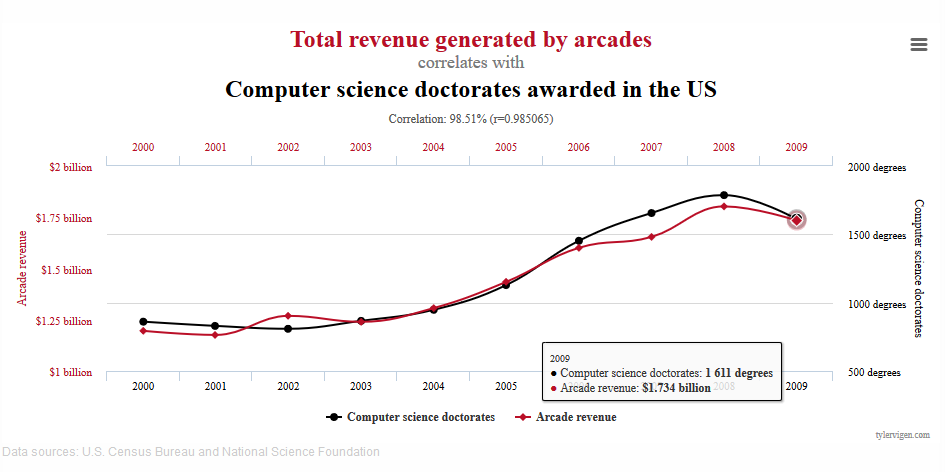 Total revenue generated by arcades
correlates with
Computer science doctorates awarded in the US
Correlation: 98.51% (r=0.985065)
2000 2001 2002 2003 2004 2005 2006 2007 2008 2009
$2 billion 2000 degrees
$1.75 billion
1500 degrees
$1.5 billion
$1.25 billion
1000 degrees
$1 billion 500 degrees
Arcade revenue
Computer science doctorates
2009
Computer science doctorates: 1 611 degrees
Arcade revenue: $1.734 billion
2000 2001 2002 2003 2004 2005 2008 2009
Computer science doctorates Arcade revenue
tylervigen.com
Data sources: U.S. Census Bureau and National Science Foundation